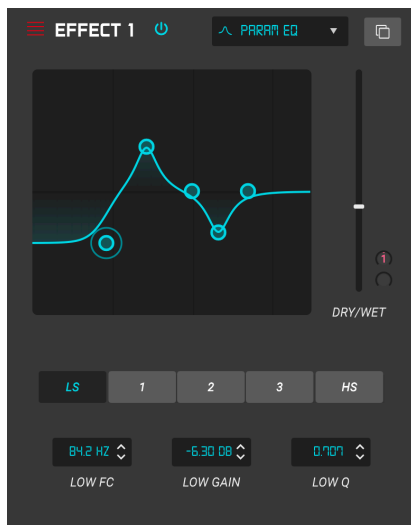 EFFECT 1
PARAM EQ
1
DRY/WET
LS 1 2 3 HS
84.2 HZ -6.30 DB 0.707
LOW FC LOW GAIN LOW Q